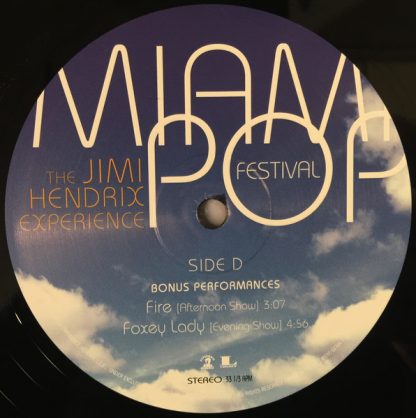 MIAMI
POP
FESTIVAL
THE JIMI
HENDRIX
EXPERIENCE
SIDE D
BONUS PERFORMANCES
Fire [Afternoon Show] 3:07
Foxey Lady [Evening Show] 4:56
STEREO 33 1/3 RPM